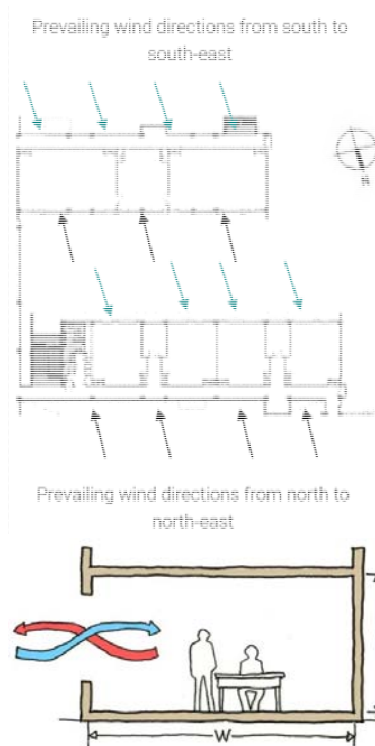 Prevailing wind directions from south to
south-east
N
Prevailing wind directions from north to
north-east
W